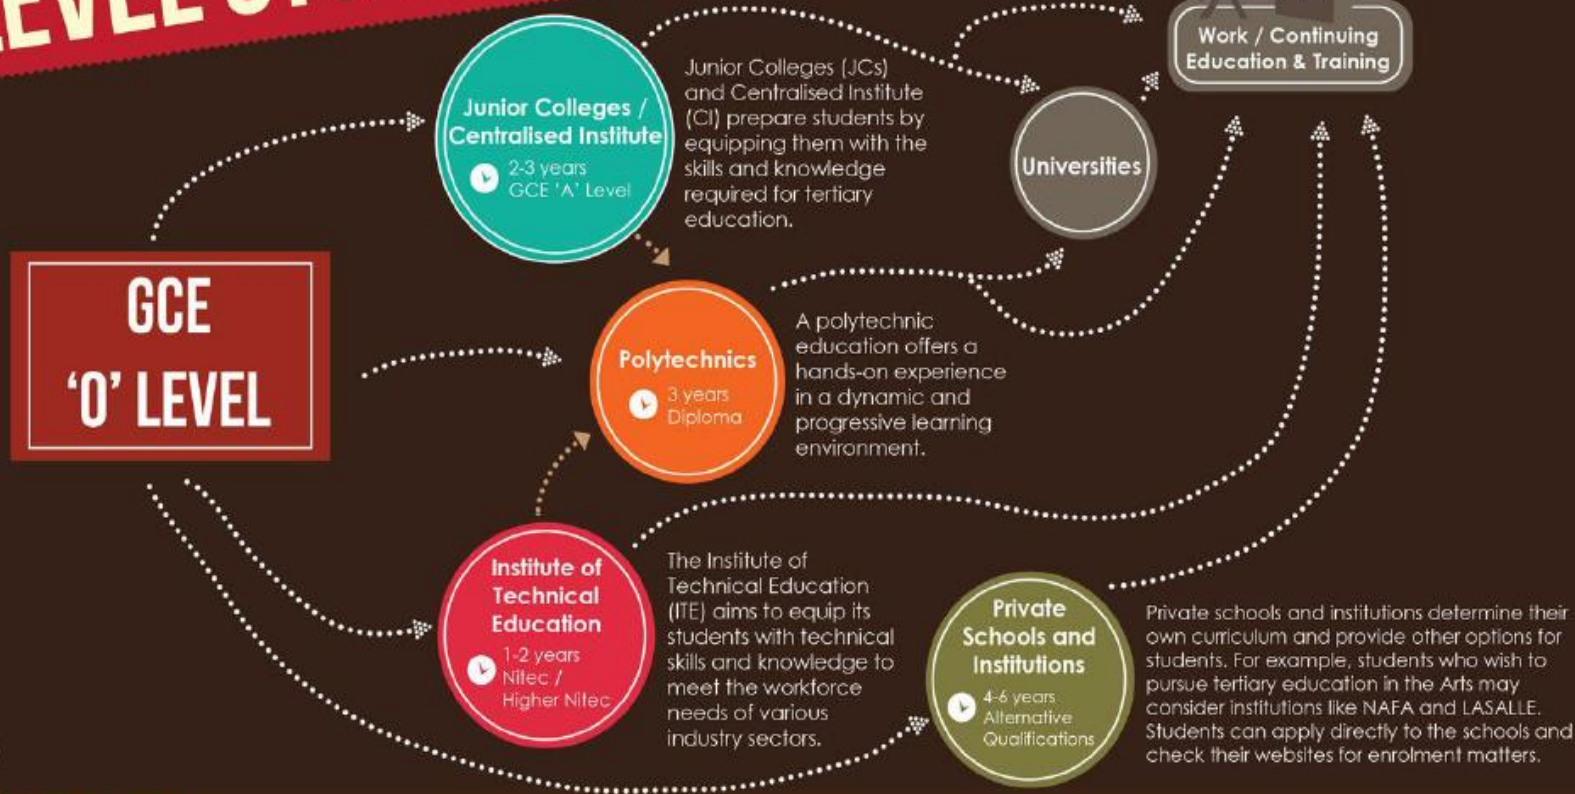 Work / Continuing
Education & Training
Junior Colleges /
Centralised Institute
2-3 years
GCE 'A' Level
Junior Colleges (JCs)
and Centralised Institute
(CI) prepare students by
equipping them with the
skills and knowledge
required for tertiary
education.
Universities
GCE
'O' LEVEL
Polytechnics
3 years
Diploma
A polytechnic
education offers a
hands-on experience
in a dynamic and
progressive learning
environment.
Institute of
Technical
Education
1-2 years
Nitec /
Higher Nitec
The Institute of
Technical Education
(ITE) aims to equip its
students with technical
skills and knowledge to
meet the workforce
needs of various
industry sectors.
Private
Schools and
Institutions
4-6 years
Alternative
Qualifications
Private schools and institutions determine their
own curriculum and provide other options for
students. For example, students who wish to
pursue tertiary education in the Arts may
consider institutions like NAFA and LASALLE.
Students can apply directly to the schools and
check their websites for enrolment matters.